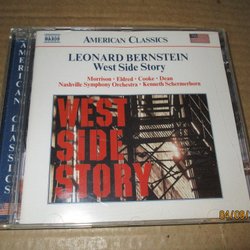 NAXOS
AMERICAN CLASSICS
LEONARD BERNSTEIN
West Side Story
Morrison • Eldred • Cooke • Dean
Nashville Symphony Orchestra • Kenneth Schermerhorn
WEST
SIDE
STORY
AMERICAN CLASSICS